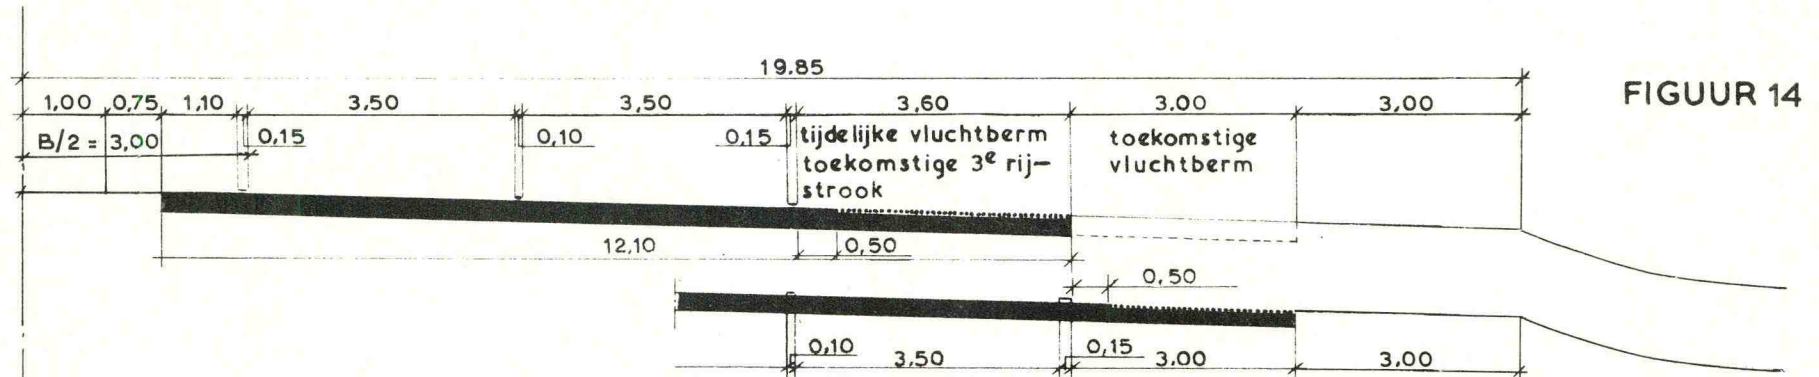 19.85
FIGUUR 14
1,00 0,75 1,10 3,50 3,50 3,60 3.00 3,00
B/2 = 3,00 0,15 0,10 0,15
tijdelijke vluchtberm
toekomstige 3e rij-
strook
toekomstige
vluchtberm
12,10 0,50
0,50
0,10 3,50 0,15 3.00 3,00